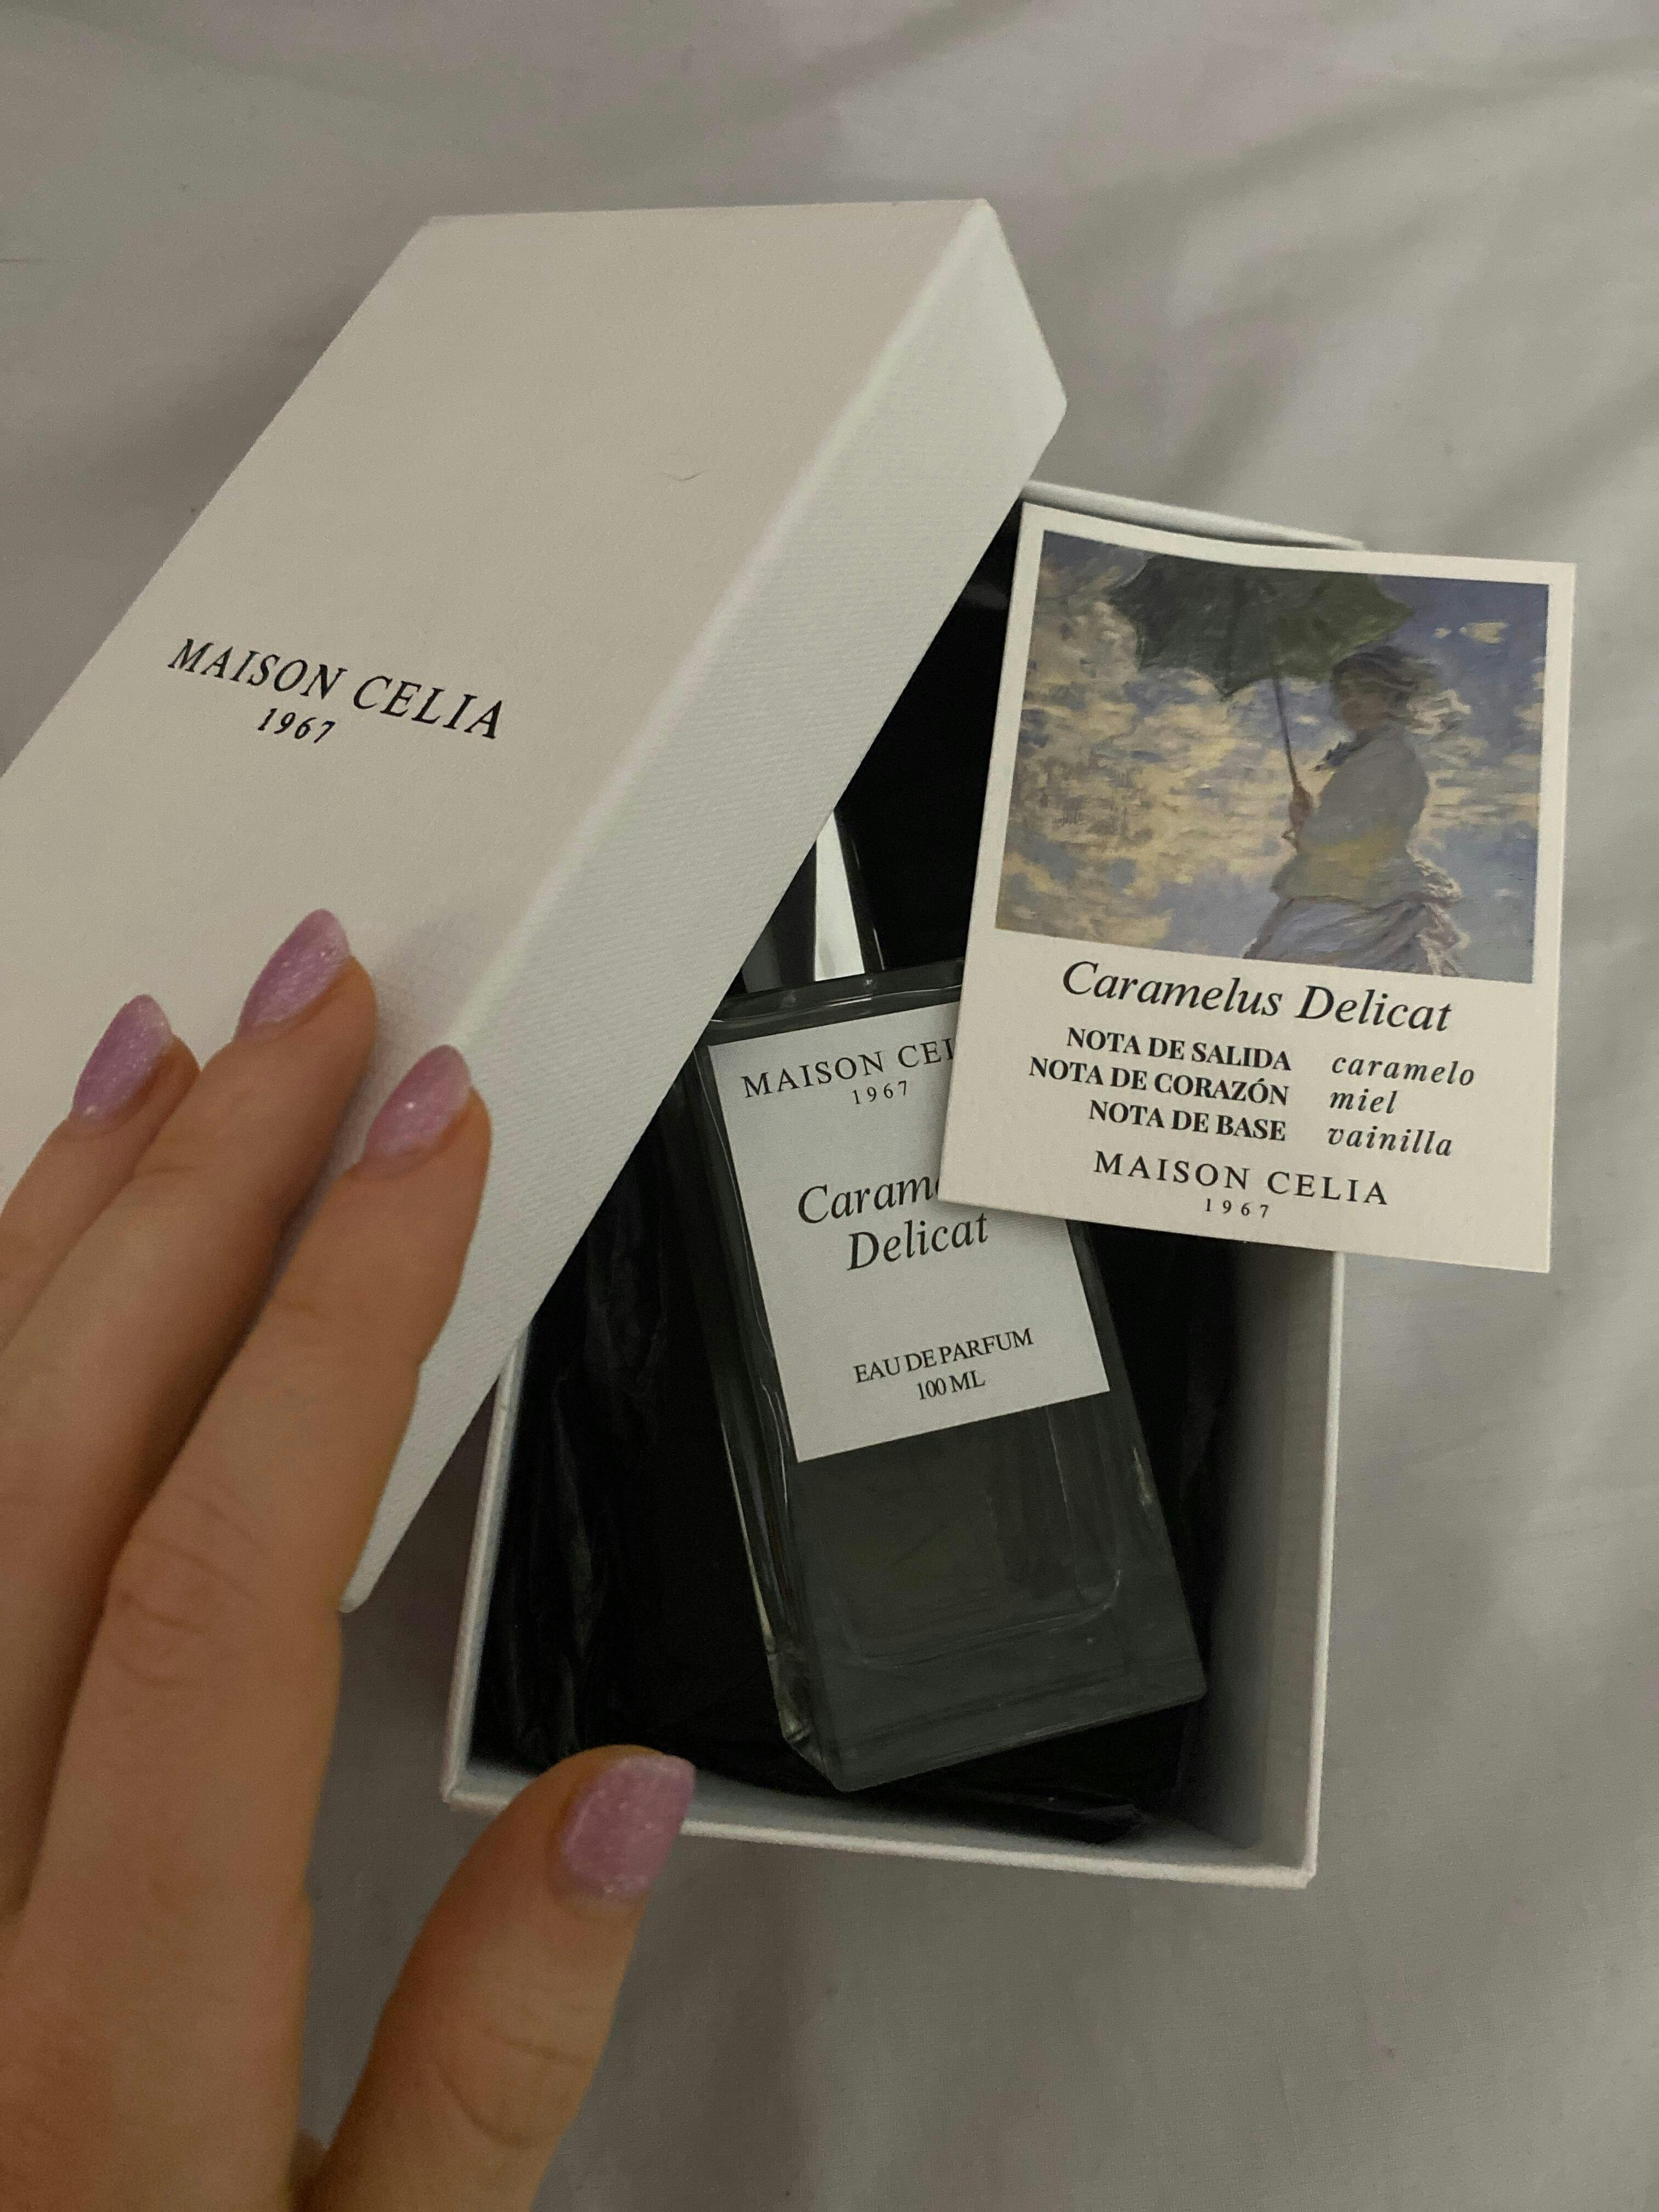 MAISON CELIA
1967
Caramelus Delicat
NOTA DE SALIDA caramelo
NOTA DE CORAZÓN miel
NOTA DE BASE vainilla
MAISON CELIA
1967
MAISON
1967
Delicat
EAU DE PARFUM
100 ML